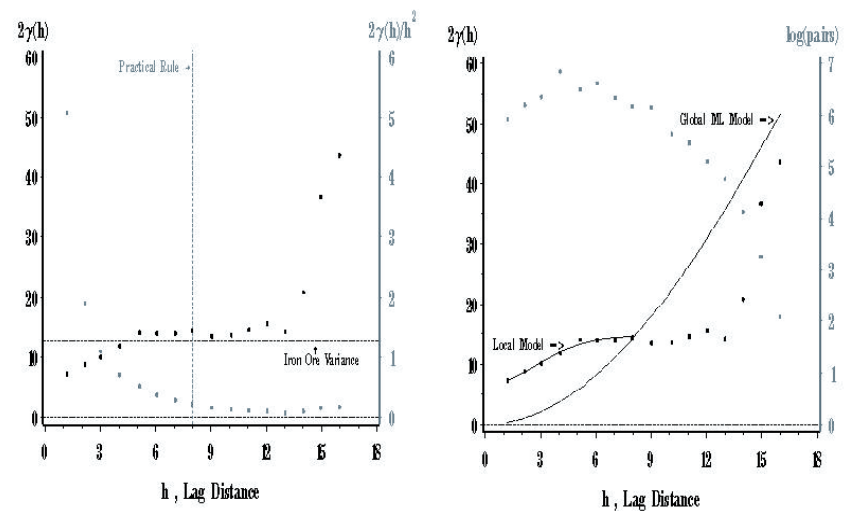 2γ(h)
2γ(h)/h²
60
50
40
30
20
10
0
6
5
4
3
2
1
0
Practical Rule →
Iron Ore Variance
0 3 6 9 12 15 18
h , Lag Distance
2γ(h)
log(pairs)
60
50
40
30
20
10
0
7
6
5
4
3
2
1
0
Global ML Model =>
Local Model =>
0 3 6 9 12 15 18
h , Lag Distance